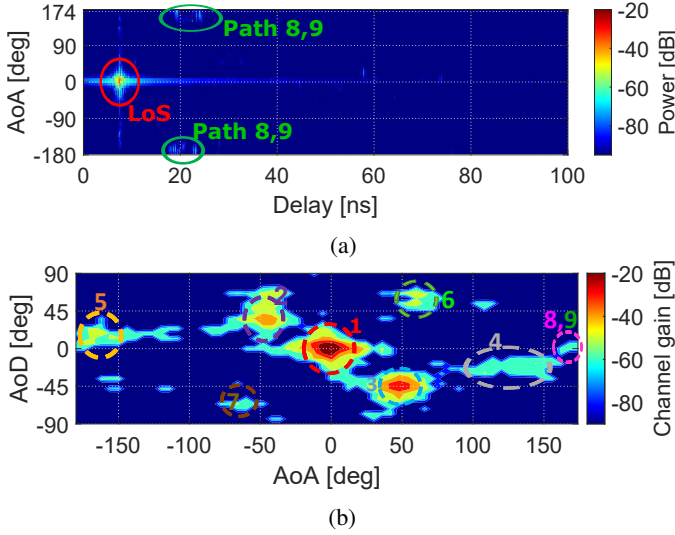 174
90
0
-90
-180
AoA [deg]
Path 8,9
LoS
Path 8,9
0 20 40 60 80 100
Delay [ns]
-20
-40
-60
-80
Power [dB]
(a)
90
45
0
-45
-90
AoD [deg]
5
2
1
6
8,9
4
3
7
-150 -100 -50 0 50 100 150
AoA [deg]
-20
-40
-60
-80
Channel gain [dB]
(b)